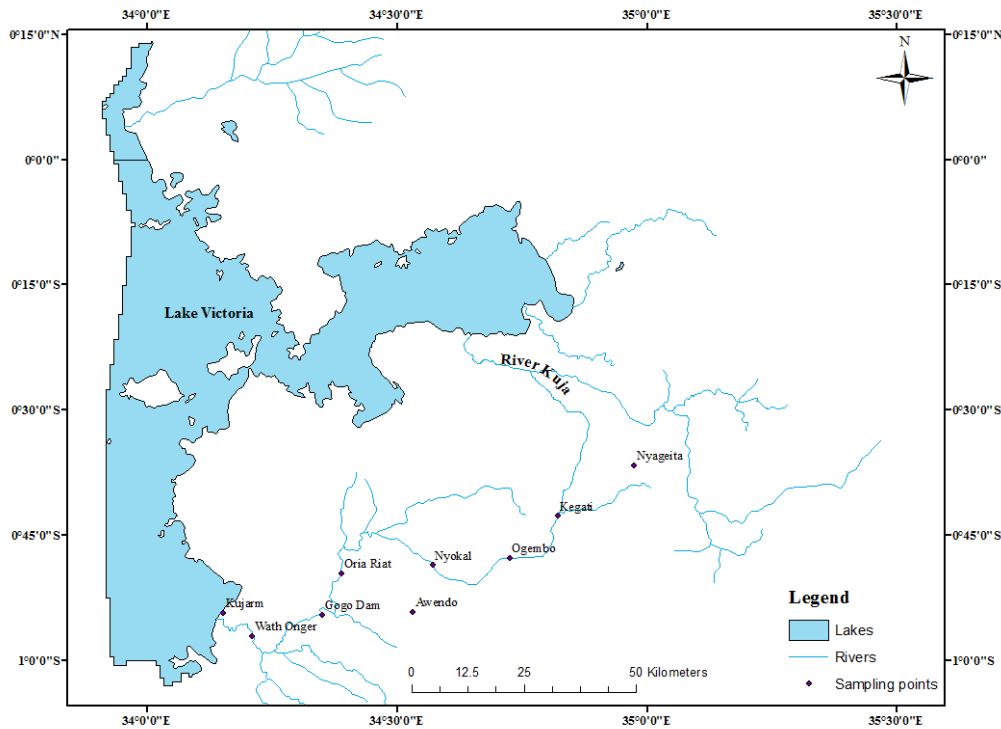 34°0'0"E 34°30'0"E 35°0'0"E 35°30'0"E
0°15'0"N 0°15'0"N
N
0°0'0" 0°0'0"
0°15'0"S 0°15'0"S
Lake Victoria
River Kuja
0°30'0"S 0°30'0"S
Nyageita
Kegati
0°45'0"S 0°45'0"S
Ogembo
Nyokal
Oria Riat
Kujarm
Gogo Dam
Awendo
Wath Onger
1°0'0"S 1°0'0"S
0 12.5 25 50 Kilometers
Legend
Lakes
Rivers
Sampling points
34°0'0"E 34°30'0"E 35°0'0"E 35°30'0"E